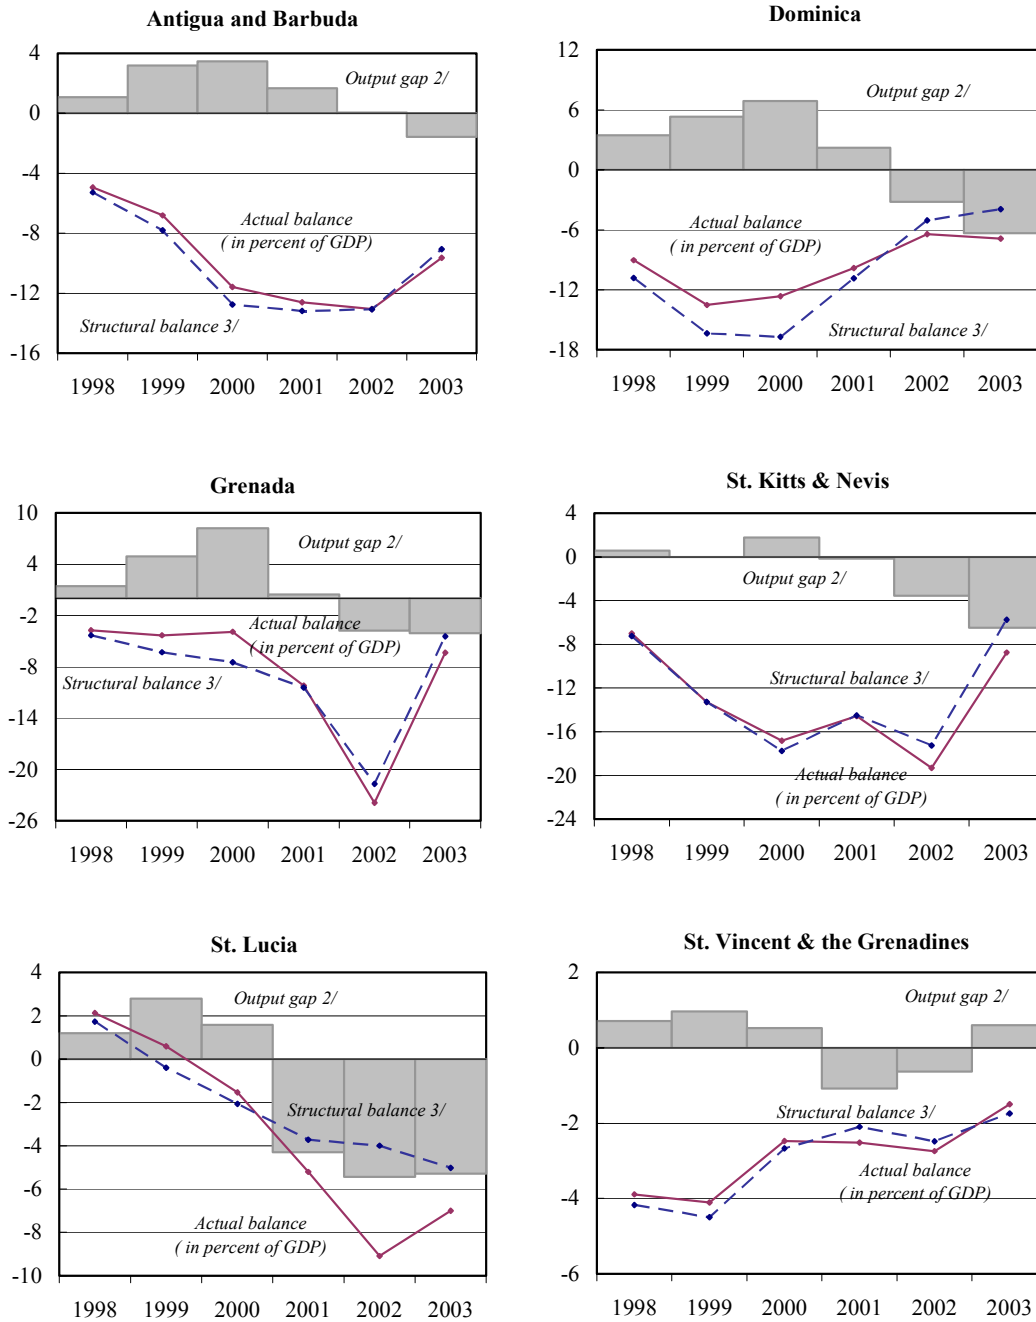 Antigua and Barbuda
4
0
-4
-8
-12
-16
Output gap 2/
Actual balance
( in percent of GDP)
Structural balance 3/
1998 1999 2000 2001 2002 2003
Dominica
12
6
0
-6
-12
-18
Output gap 2/
Actual balance
( in percent of GDP)
Structural balance 3/
1998 1999 2000 2001 2002 2003
Grenada
10
4
-2
-8
-14
-20
-26
Output gap 2/
Actual balance
( in percent of GDP)
Structural balance 3/
1998 1999 2000 2001 2002 2003
St. Kitts & Nevis
4
0
-4
-8
-12
-16
-20
-24
Output gap 2/
Structural balance 3/
Actual balance
( in percent of GDP)
1998 1999 2000 2001 2002 2003
St. Lucia
4
2
0
-2
-4
-6
-8
-10
Output gap 2/
Structural balance 3/
Actual balance
( in percent of GDP)
1998 1999 2000 2001 2002 2003
St. Vincent & the Grenadines
2
0
-2
-4
-6
Output gap 2/
Structural balance 3/
Actual balance
( in percent of GDP)
1998 1999 2000 2001 2002 2003